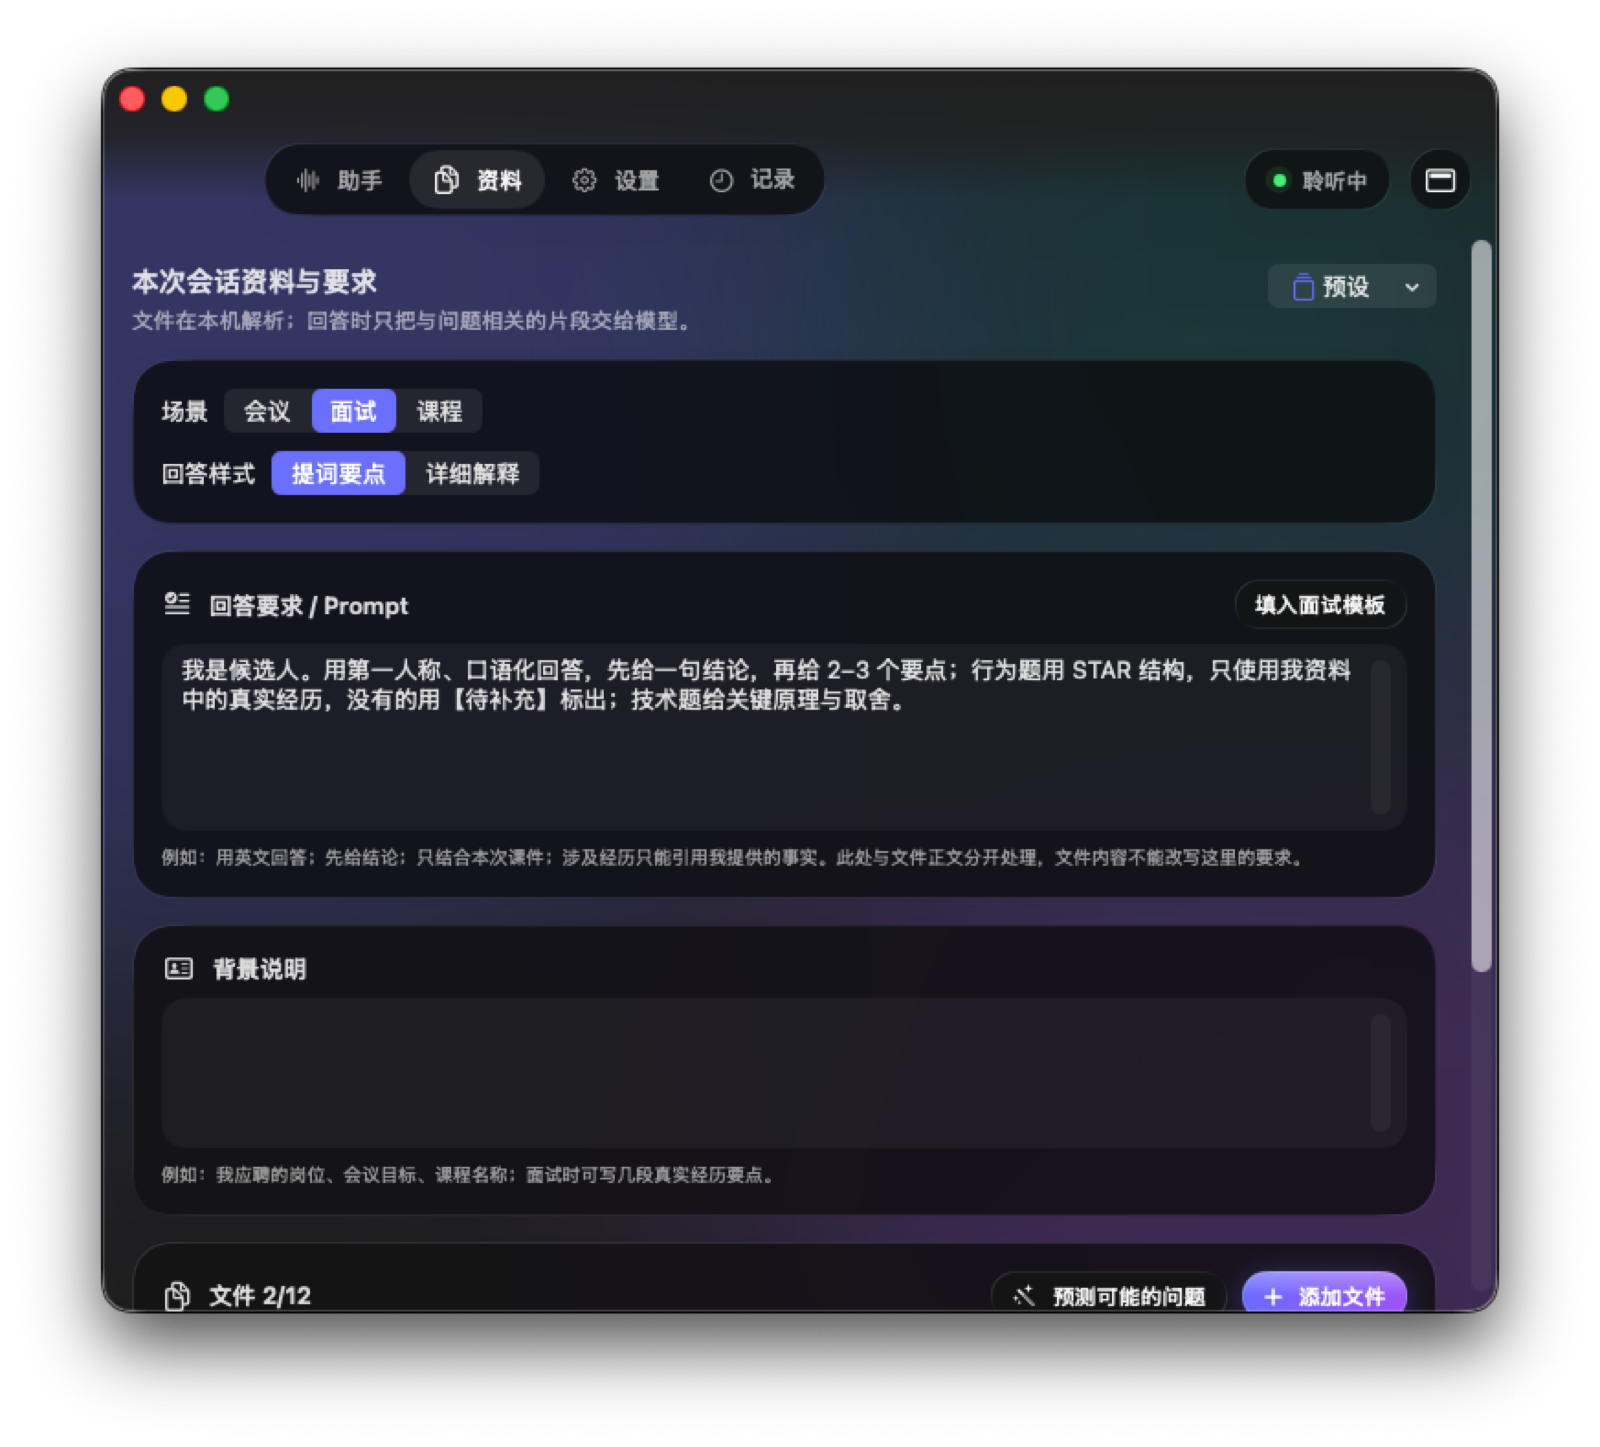 助手
资料
设置
记录
聆听中
本次会话资料与要求
预设
文件在本机解析；回答时只把与问题相关的片段交给模型。
场景
会议
面试
课程
回答样式
提词要点
详细解释
回答要求 / Prompt
填入面试模板
我是候选人。用第一人称、口语化回答，先给一句结论，再给 2–3 个要点；行为题用 STAR 结构，只使用我资料
中的真实经历，没有的用【待补充】标出；技术题给关键原理与取舍。
例如：用英文回答；先给结论；只结合本次课件；涉及经历只能引用我提供的事实。此处与文件正文分开处理，文件内容不能改写这里的要求。
背景说明
例如：我应聘的岗位、会议目标、课程名称；面试时可写几段真实经历要点。
文件 2/12
预测可能的问题
添加文件